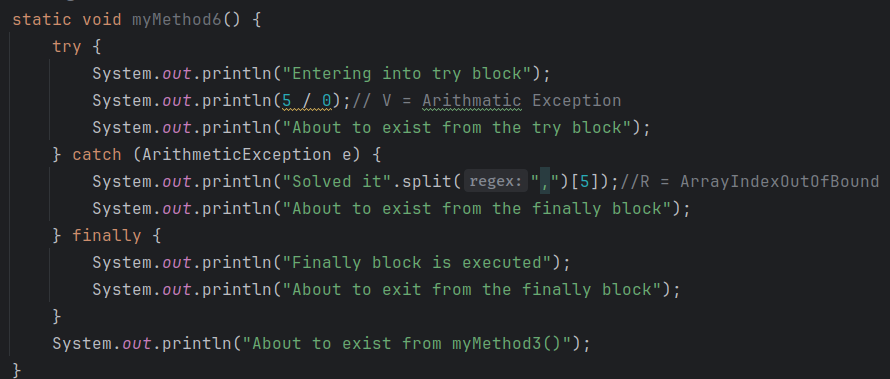 static void myMethod6() {
try {
System.out.println("Entering into try block");
System.out.println(5 / 0);// V = Arithmatic Exception
System.out.println("About to exist from the try block");
} catch (ArithmeticException e) {
System.out.println("Solved it".split( regex: ",")[5]);//R = ArrayIndexOutOfBound
System.out.println("About to exist from the finally block");
} finally {
System.out.println("Finally block is executed");
System.out.println("About to exit from the finally block");
}
System.out.println("About to exist from myMethod3()");
}